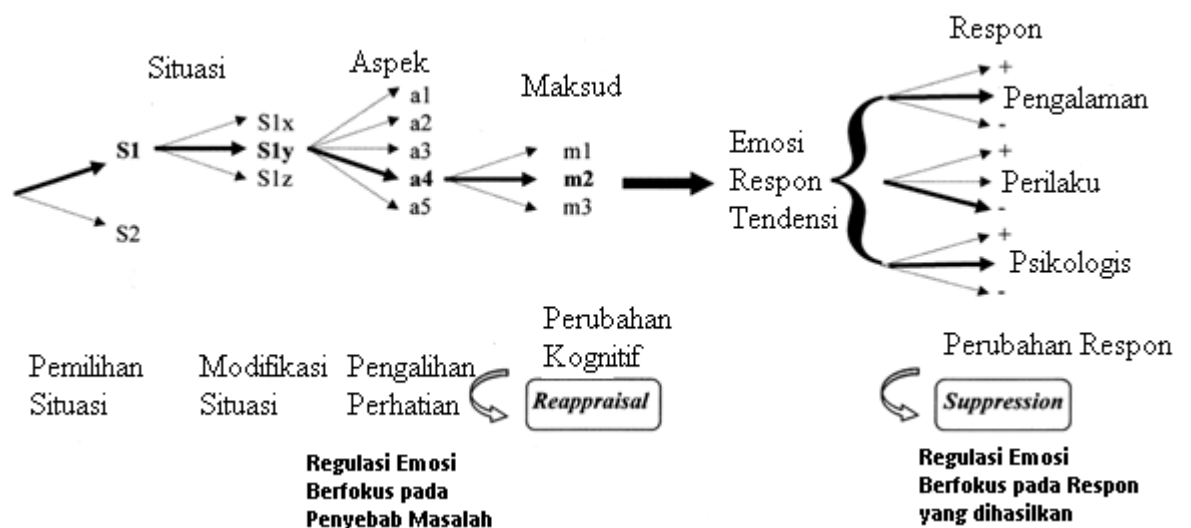 Situasi
Aspek
Maksud
Respon
S1
S2
S1x
S1y
S1z
a1
a2
a3
a4
a5
m1
m2
m3
Emosi
Respon
Tendensi
+
Pengalaman
-
+
Perilaku
-
+
Psikologis
-
Pemilihan
Situasi
Modifikasi
Situasi
Pengalihan
Perhatian
Perubahan
Kognitif
Reappraisal
Perubahan Respon
Suppression
Regulasi Emosi
Berfokus pada
Penyebab Masalah
Regulasi Emosi
Berfokus pada Respon
yang dihasilkan